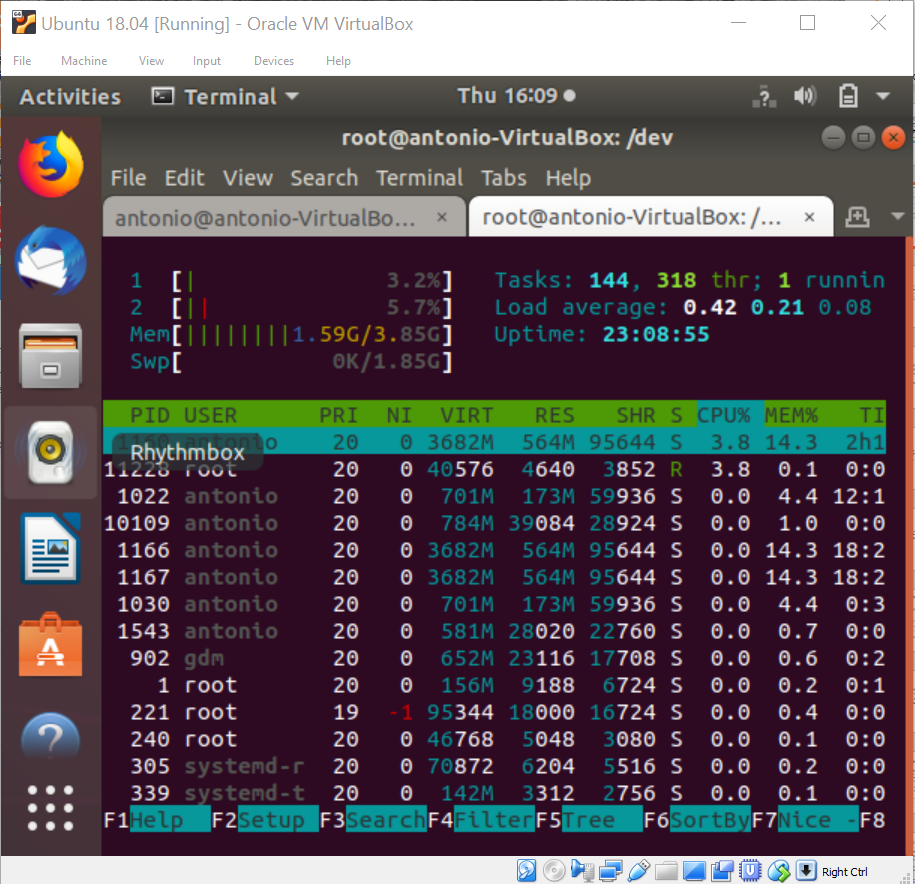 Ubuntu 18.04 [Running] - Oracle VM VirtualBox
File Machine View Input Devices Help
Activities Terminal Thu 16:09
root@antonio-VirtualBox: /dev
File Edit View Search Terminal Tabs Help
antonio@antonio-VirtualBo... × root@antonio-VirtualBox: /... ×
1 [| 3.2%] Tasks: 144, 318 thr; 1 runnin
2 [|| 5.7%] Load average: 0.42 0.21 0.08
Mem[||||||||1.59G/3.85G] Uptime: 23:08:55
Swp[ 0K/1.85G]
PID USER PRI NI VIRT RES SHR S CPU% MEM% TI
1160 antonio 20 0 3682M 564M 95644 S 3.8 14.3 2h1
Rhythmbox
11228 root 20 0 40576 4640 3852 R 3.8 0.1 0:0
1022 antonio 20 0 701M 173M 59936 S 0.0 4.4 12:1
10109 antonio 20 0 784M 39084 28924 S 0.0 1.0 0:0
1166 antonio 20 0 3682M 564M 95644 S 0.0 14.3 18:2
1167 antonio 20 0 3682M 564M 95644 S 0.0 14.3 18:2
1030 antonio 20 0 701M 173M 59936 S 0.0 4.4 0:3
1543 antonio 20 0 581M 28020 22760 S 0.0 0.7 0:0
902 gdm 20 0 652M 23116 17708 S 0.0 0.6 0:2
1 root 20 0 156M 9188 6724 S 0.0 0.2 0:1
221 root 19 -1 95344 18000 16724 S 0.0 0.4 0:0
240 root 20 0 46768 5048 3080 S 0.0 0.1 0:0
305 systemd-r 20 0 70872 6204 5516 S 0.0 0.2 0:0
339 systemd-t 20 0 142M 3312 2756 S 0.0 0.1 0:0
F1Help F2Setup F3SearchF4FilterF5Tree F6SortByF7Nice -F8
Right Ctrl